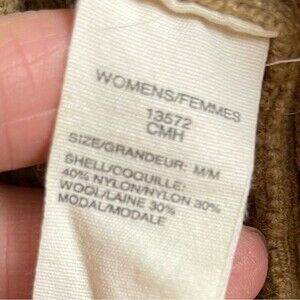 WOMENS/FEMMES
13572
CMH
SIZE/GRANDEUR: M/M
SHELL/COQUILLE:
40% NYLON/NYLON 30%
WOOL/LAINE 30%
MODAL/MODALE